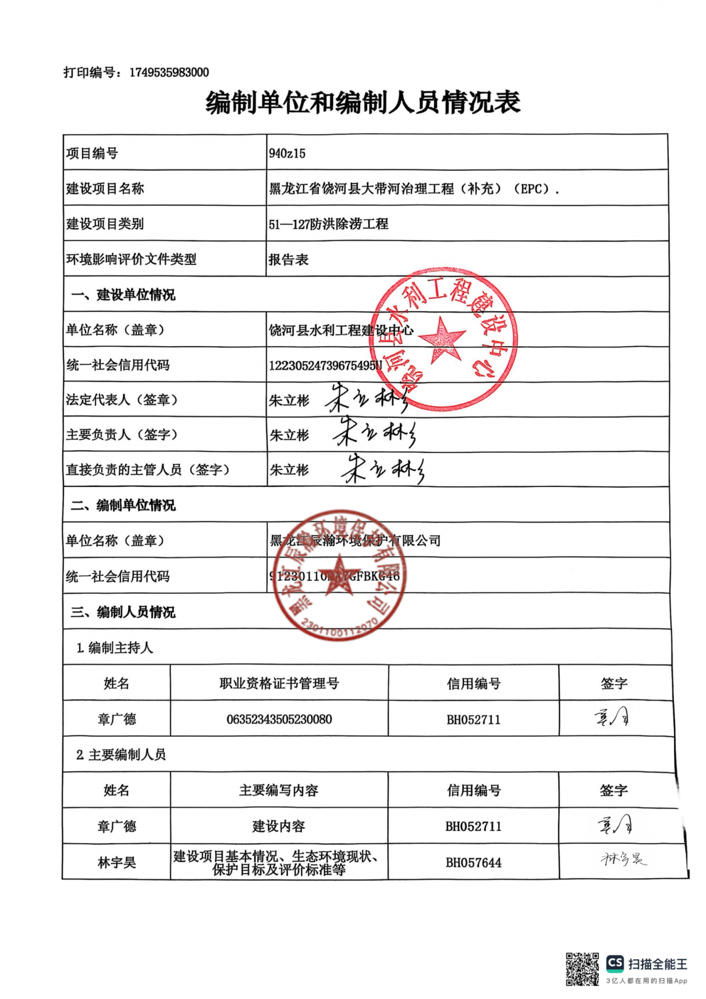 打印编号：1749535983000
编制单位和编制人员情况表
项目编号 940z15
建设项目名称 黑龙江省饶河县大带河治理工程（补充）（EPC）.
建设项目类别 51—127防洪除涝工程
环境影响评价文件类型 报告表
一、建设单位情况
单位名称（盖章） 饶河县水利工程建设中心
饶河县水利工程建设中心
统一社会信用代码 12230524739675495U
法定代表人（签章） 朱立彬 朱立彬
主要负责人（签字） 朱立彬 朱立彬
直接负责的主管人员（签字） 朱立彬 朱立彬
二、编制单位情况
单位名称（盖章） 黑龙江辰瀚环境保护有限公司
黑龙江辰瀚环境保护有限公司
统一社会信用代码 91230110MA7GFBKG46
2301100112070
三、编制人员情况
1.编制主持人
姓名 职业资格证书管理号 信用编号 签字
章广德 06352343505230080 BH052711
2 主要编制人员
姓名 主要编写内容 信用编号 签字
章广德 建设内容 BH052711
林宇昊 建设项目基本情况、生态环境现状、 BH057644 林宇昊
保护目标及评价标准等
CS 扫描全能王
3亿人都在用的扫描App